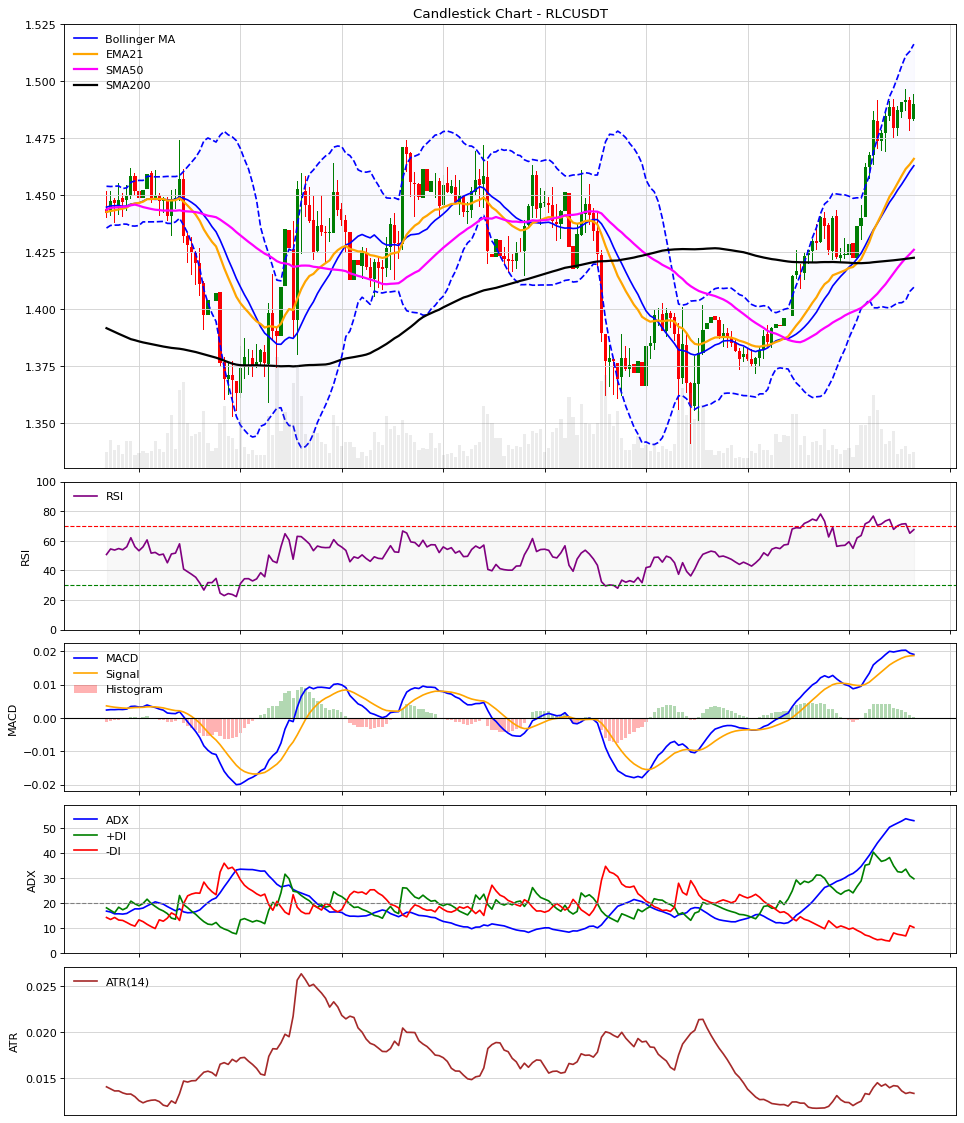 Candlestick Chart - RLCUSDT
1.525
1.500
1.475
1.450
1.425
1.400
1.375
1.350
Bollinger MA
EMA21
SMA50
SMA200
100
80
60
40
20
0
RSI
RSI
0.02
0.01
0.00
−0.01
−0.02
MACD
MACD
Signal
Histogram
50
40
30
20
10
0
ADX
ADX
+DI
-DI
0.025
0.020
0.015
ATR
ATR(14)